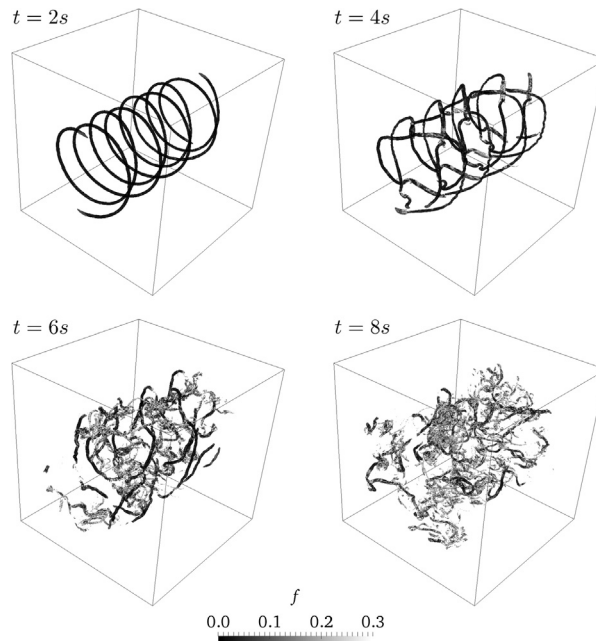 t = 2s
t = 4s
t = 6s
t = 8s
f
0.0 0.1 0.2 0.3